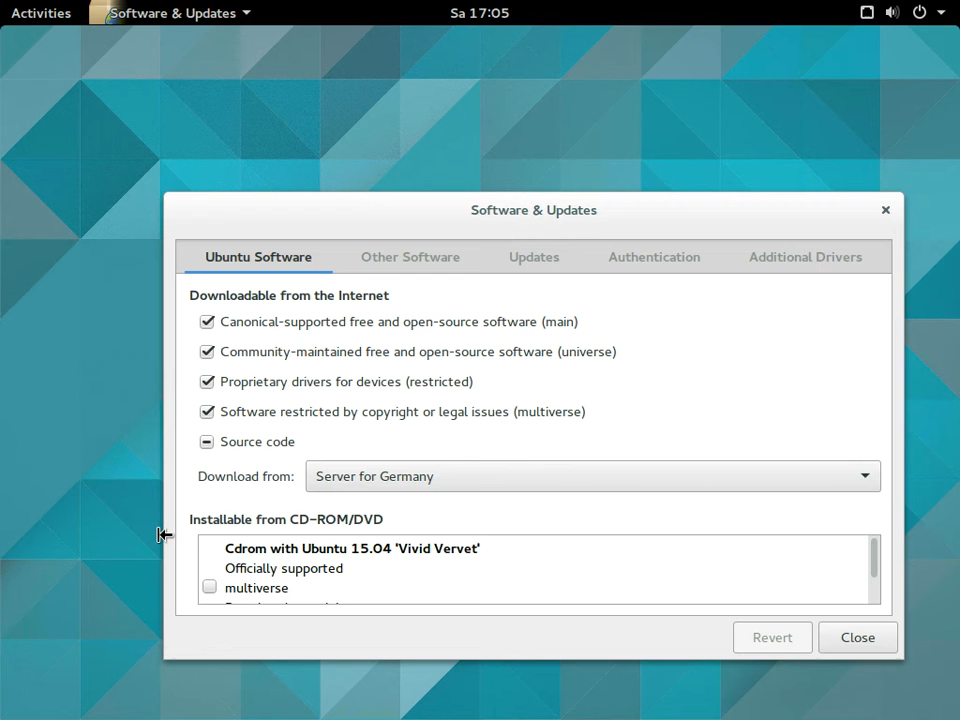 Activities
Software & Updates
Sa 17:05
Software & Updates
Ubuntu Software
Other Software
Updates
Authentication
Additional Drivers
Downloadable from the Internet
Canonical-supported free and open-source software (main)
Community-maintained free and open-source software (universe)
Proprietary drivers for devices (restricted)
Software restricted by copyright or legal issues (multiverse)
Source code
Download from:
Server for Germany
Installable from CD-ROM/DVD
Cdrom with Ubuntu 15.04 'Vivid Vervet'
Officially supported
multiverse
Revert
Close